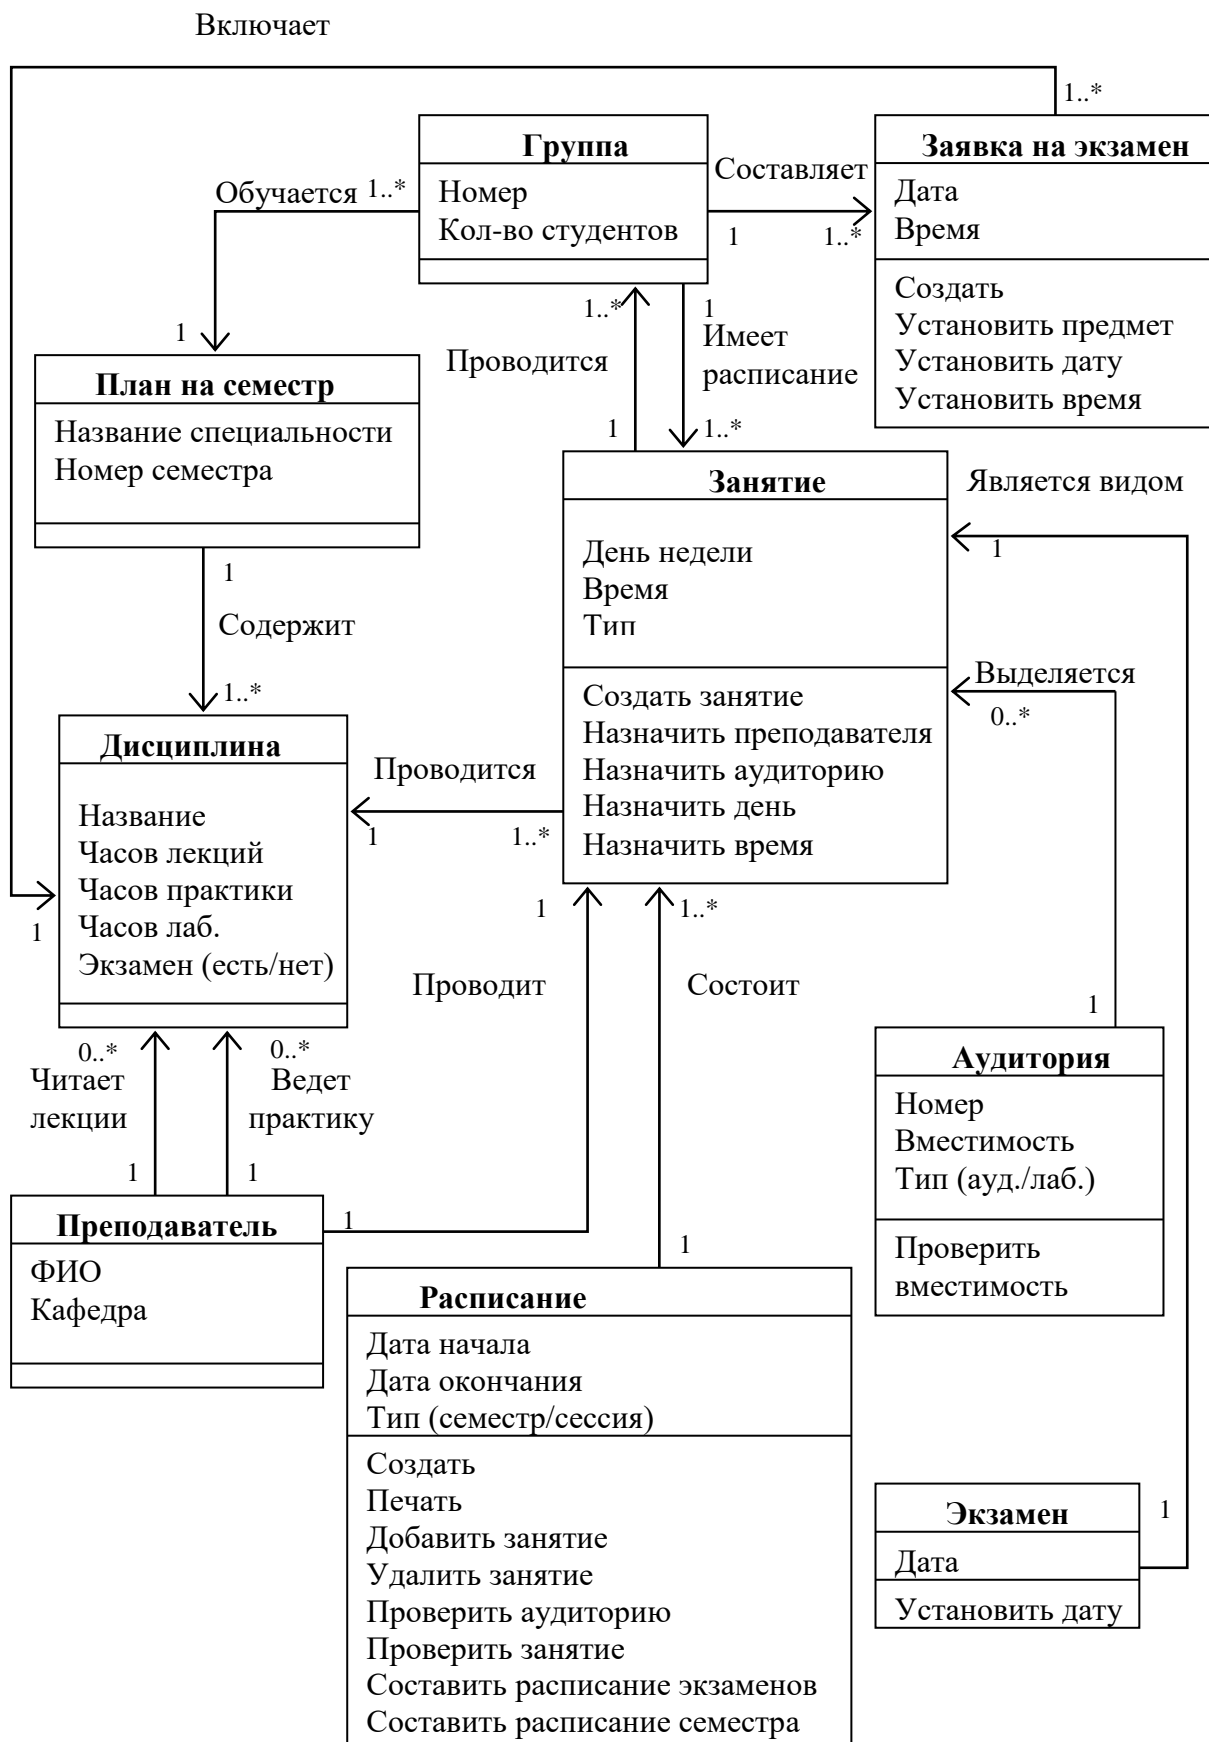 Включает
1..*
Группа
Номер
Кол-во студентов
Составляет
1
1..*
Заявка на экзамен
Дата
Время
Создать
Установить предмет
Установить дату
Установить время
Обучается
1..*
1
План на семестр
Название специальности
Номер семестра
1..*
Проводится
1
1
Имеет
расписание
1..*
Занятие
День недели
Время
Тип
Создать занятие
Назначить преподавателя
Назначить аудиторию
Назначить день
Назначить время
Является видом
1
Выделяется
0..*
1
Содержит
1..*
Дисциплина
Название
Часов лекций
Часов практики
Часов лаб.
Экзамен (есть/нет)
1
Проводится
1
1..*
1
Проводит
1..*
Состоит
1
0..*
Читает
лекции
1
0..*
Ведет
практику
1
Преподаватель
ФИО
Кафедра
1
1
Аудитория
Номер
Вместимость
Тип (ауд./лаб.)
Проверить
вместимость
Расписание
Дата начала
Дата окончания
Тип (семестр/сессия)
Создать
Печать
Добавить занятие
Удалить занятие
Проверить аудиторию
Проверить занятие
Составить расписание экзаменов
Составить расписание семестра
Экзамен
Дата
Установить дату
1